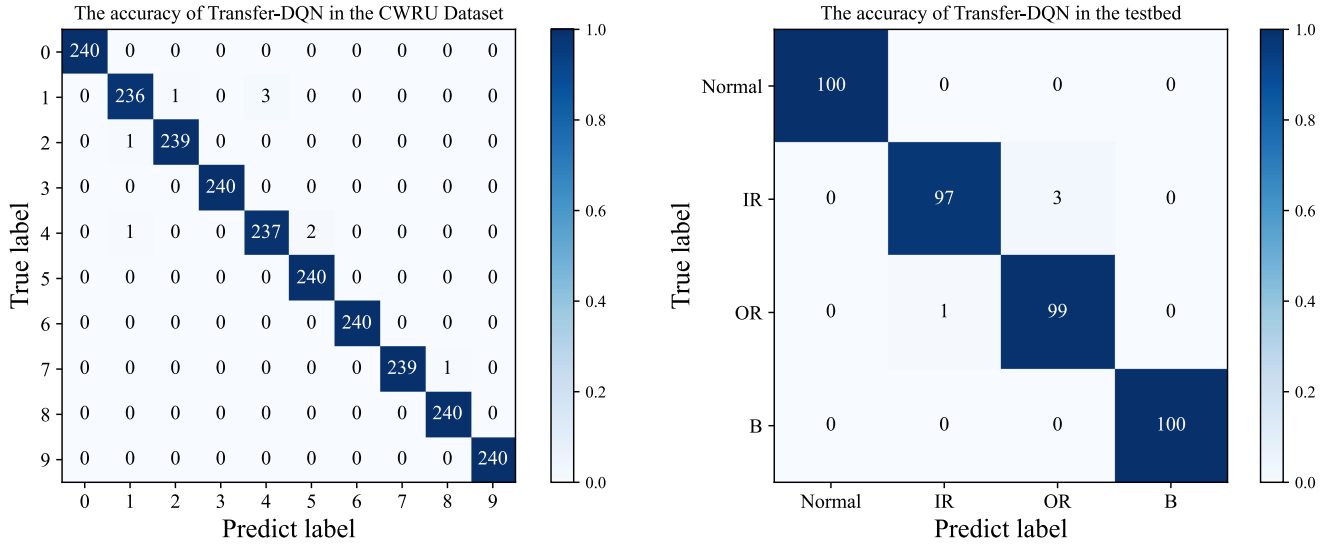 The accuracy of Transfer-DQN in the CWRU Dataset
0 240 0 0 0 0 0 0 0 0 0
1 0 236 1 0 3 0 0 0 0 0
2 0 1 239 0 0 0 0 0 0 0
3 0 0 0 240 0 0 0 0 0 0
4 0 1 0 0 237 2 0 0 0 0
5 0 0 0 0 0 240 0 0 0 0
6 0 0 0 0 0 0 240 0 0 0
7 0 0 0 0 0 0 0 239 1 0
8 0 0 0 0 0 0 0 0 240 0
9 0 0 0 0 0 0 0 0 0 240
0 1 2 3 4 5 6 7 8 9
True label
Predict label
1.0
0.8
0.6
0.4
0.2
0.0
The accuracy of Transfer-DQN in the testbed
Normal 100 0 0 0
IR 0 97 3 0
OR 0 1 99 0
B 0 0 0 100
Normal IR OR B
True label
Predict label
1.0
0.8
0.6
0.4
0.2
0.0